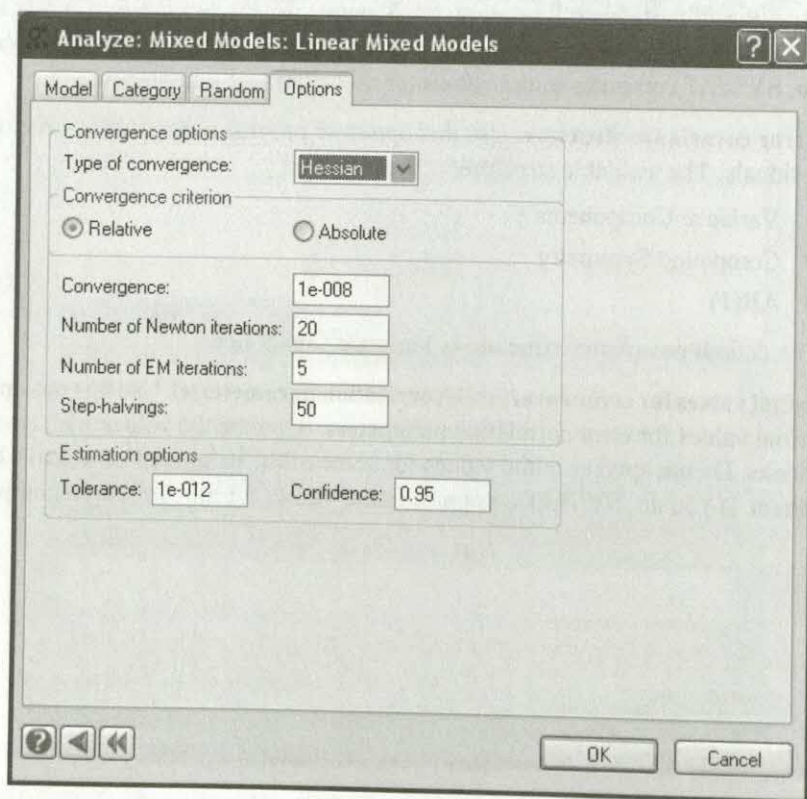 Analyze: Mixed Models: Linear Mixed Models
Model Category Random Options
Convergence options
Type of convergence: Hessian
Convergence criterion
Relative Absolute
Convergence: 1e-008
Number of Newton iterations: 20
Number of EM iterations: 5
Step-halvings: 50
Estimation options
Tolerance: 1e-012 Confidence: 0.95
OK Cancel